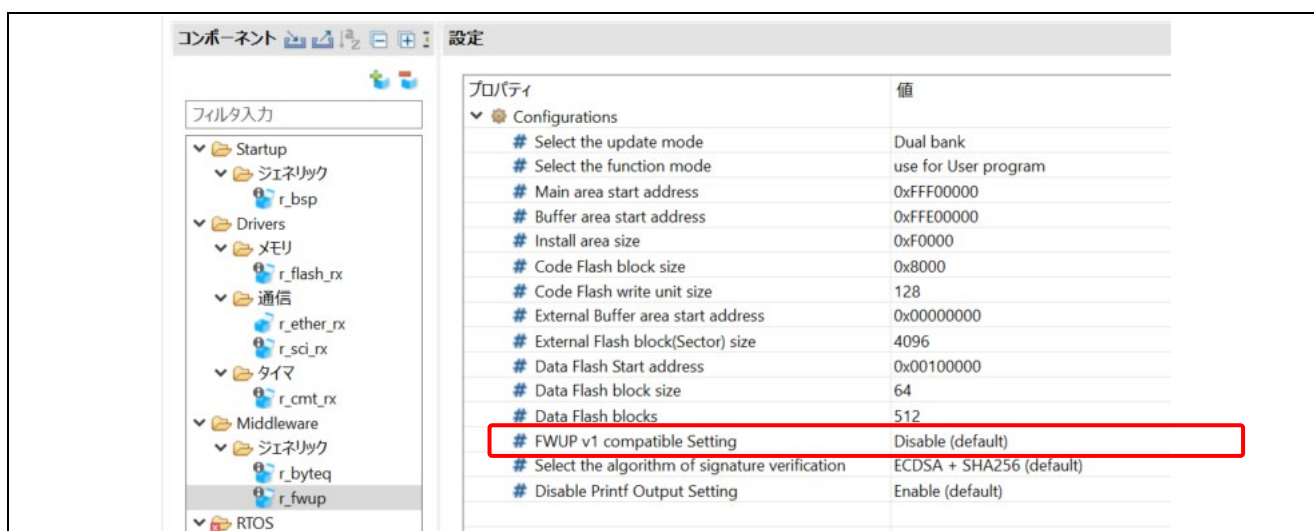 コンポーネント
設定
フィルタ入力
Startup
ジェネリック
r_bsp
Drivers
メモリ
r_flash_rx
通信
r_ether_rx
r_sci_rx
タイマ
r_cmt_rx
Middleware
ジェネリック
r_byteq
r_fwup
RTOS
プロパティ 値
Configurations
# Select the update mode Dual bank
# Select the function mode use for User program
# Main area start address 0xFFF00000
# Buffer area start address 0xFFE00000
# Install area size 0xF0000
# Code Flash block size 0x8000
# Code Flash write unit size 128
# External Buffer area start address 0x00000000
# External Flash block(Sector) size 4096
# Data Flash Start address 0x00100000
# Data Flash block size 64
# Data Flash blocks 512
# FWUP v1 compatible Setting Disable (default)
# Select the algorithm of signature verification ECDSA + SHA256 (default)
# Disable Printf Output Setting Enable (default)